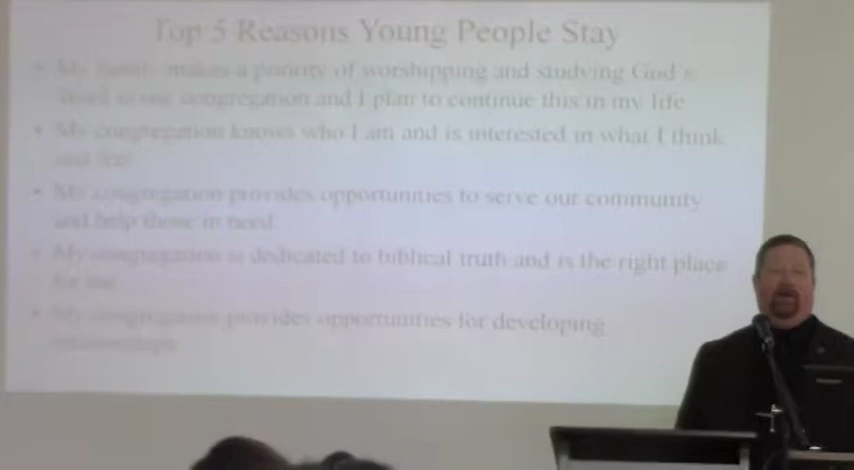 Top 5 Reasons Young People Stay
• My family makes a priority of worshipping and studying God's
Word in our congregation and I plan to continue this in my life
• My congregation knows who I am and is interested in what I think
and feel
• My congregation provides opportunities to serve our community
and help those in need
• My congregation is dedicated to biblical truth and is the right place
for me
• My congregation provides opportunities for developing
relationships